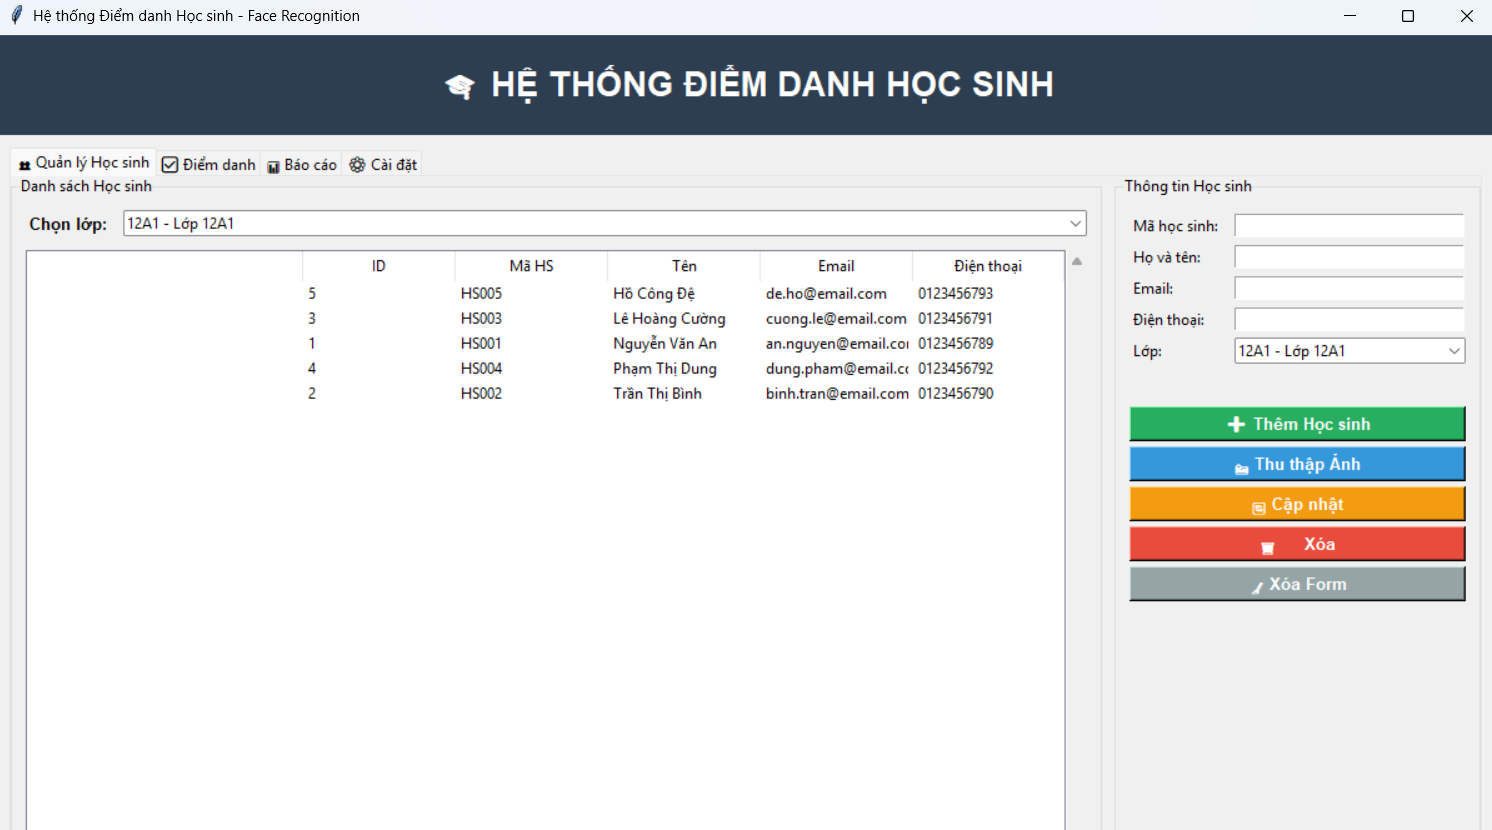 Hệ thống Điểm danh Học sinh - Face Recognition
HỆ THỐNG ĐIỂM DANH HỌC SINH
Quản lý Học sinh Điểm danh Báo cáo Cài đặt
Danh sách Học sinh
Chọn lớp: 12A1 - Lớp 12A1
ID Mã HS Tên Email Điện thoại
5 HS005 Hồ Công Đệ de.ho@email.com 0123456793
3 HS003 Lê Hoàng Cường cuong.le@email.com 0123456791
1 HS001 Nguyễn Văn An an.nguyen@email.co 0123456789
4 HS004 Phạm Thị Dung dung.pham@email.c 0123456792
2 HS002 Trần Thị Bình binh.tran@email.com 0123456790
Thông tin Học sinh
Mã học sinh:
Họ và tên:
Email:
Điện thoại:
Lớp: 12A1 - Lớp 12A1
Thêm Học sinh
Thu thập Ảnh
Cập nhật
Xóa
Xóa Form